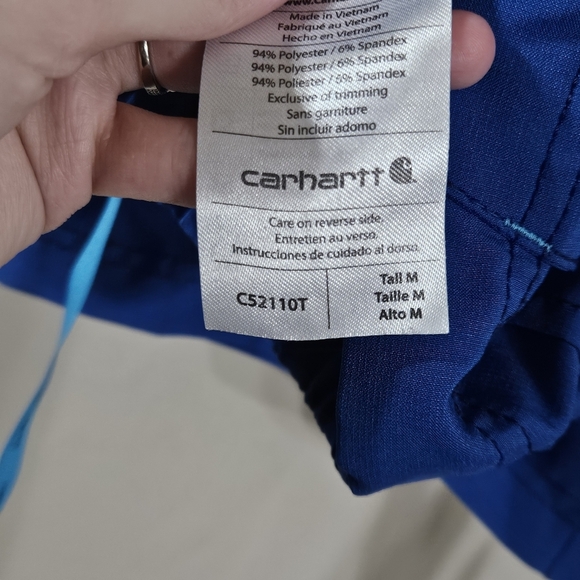 Made in Vietnam
Fabriqué au Vietnam
Hecho en Vietnam
94% Polyester / 6% Spandex
94% Polyester / 6% Spandax
94% Poliester / 6% Spandex
Exclusive of trimming
Sans garniture
Sin incluir adorno
carhartt
Care on reverse side.
Entretien au verso.
Instrucciones de cuidado al dorso.
C52110T
Tall M
Taille M
Alto M